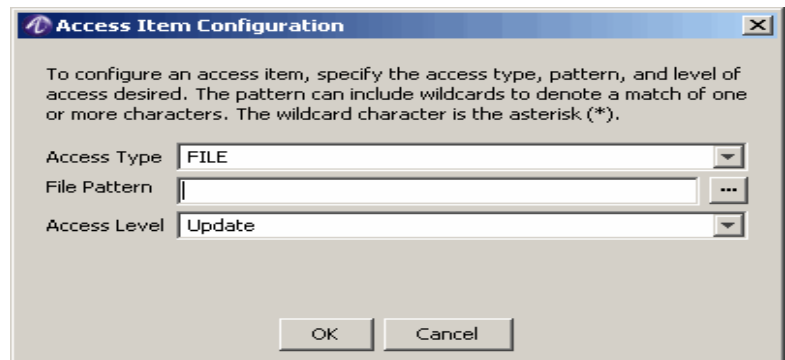 Access Item Configuration
To configure an access item, specify the access type, pattern, and level of
access desired. The pattern can include wildcards to denote a match of one
or more characters. The wildcard character is the asterisk (*).
Access Type FILE
File Pattern ...
Access Level Update
OK Cancel